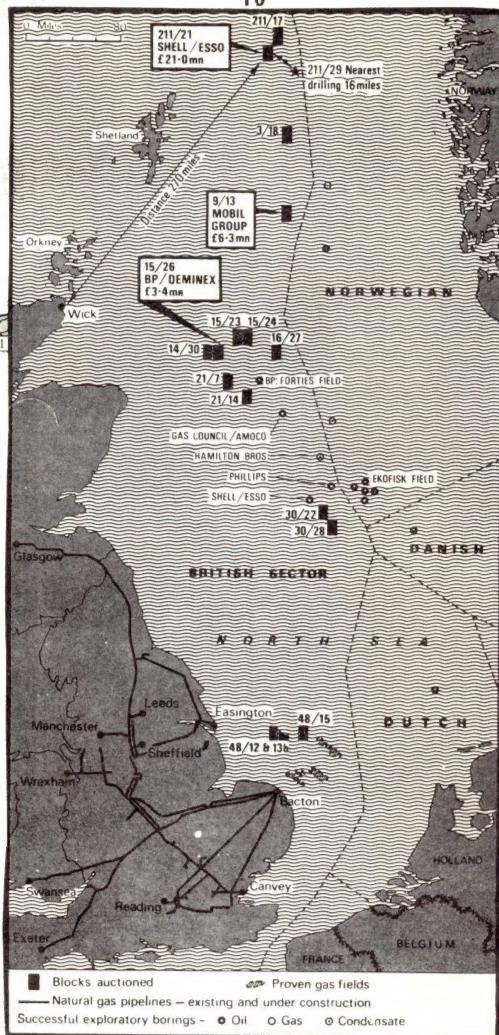 10
0 Miles 80
211/17
211/21
SHELL/ESSO
£21·0mn
211/29 Nearest
drilling 16 miles
NORWAY
Shetland
3/18
Distance 270 miles
9/13
MOBIL
GROUP
£6·3mn
Orkney
NORWEGIAN
15/26
BP/DEMINEX
£3·4mn
Wick
15/23 15/24
14/30
16/27
21/7
BP: FORTIES FIELD
21/14
GAS COUNCIL/AMOCO
HAMILTON BROS
PHILLIPS
EKOFISK FIELD
SHELL/ESSO
30/22
30/28
Glasgow
DANISH
BRITISH SECTOR
NORTH SEA
Leeds
Easington
48/15
DUTCH
Manchester
Sheffield
48/12 & 13b
Wrexham
Bacton
HOLLAND
Swansea
Reading
Canvey
Exeter
BELGIUM
FRANCE
Blocks auctioned
Proven gas fields
Natural gas pipelines — existing and under construction
Successful exploratory borings - Oil Gas Condensate